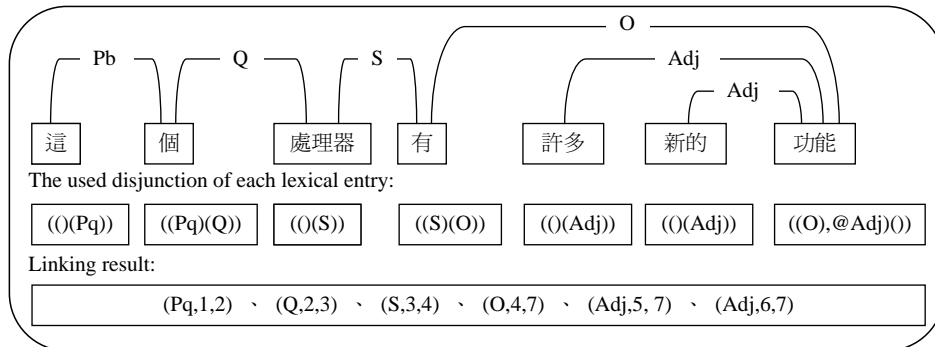 O
Pb Q S Adj
Adj
這 個 處理器 有 許多 新的 功能
The used disjunction of each lexical entry:
(()(Pq)) ((Pq)(Q)) (()(S)) ((S)(O)) (()(Adj)) (()(Adj)) ((O),@Adj)())
Linking result:
(Pq,1,2) 、 (Q,2,3) 、 (S,3,4) 、 (O,4,7) 、 (Adj,5, 7) 、 (Adj,6,7)